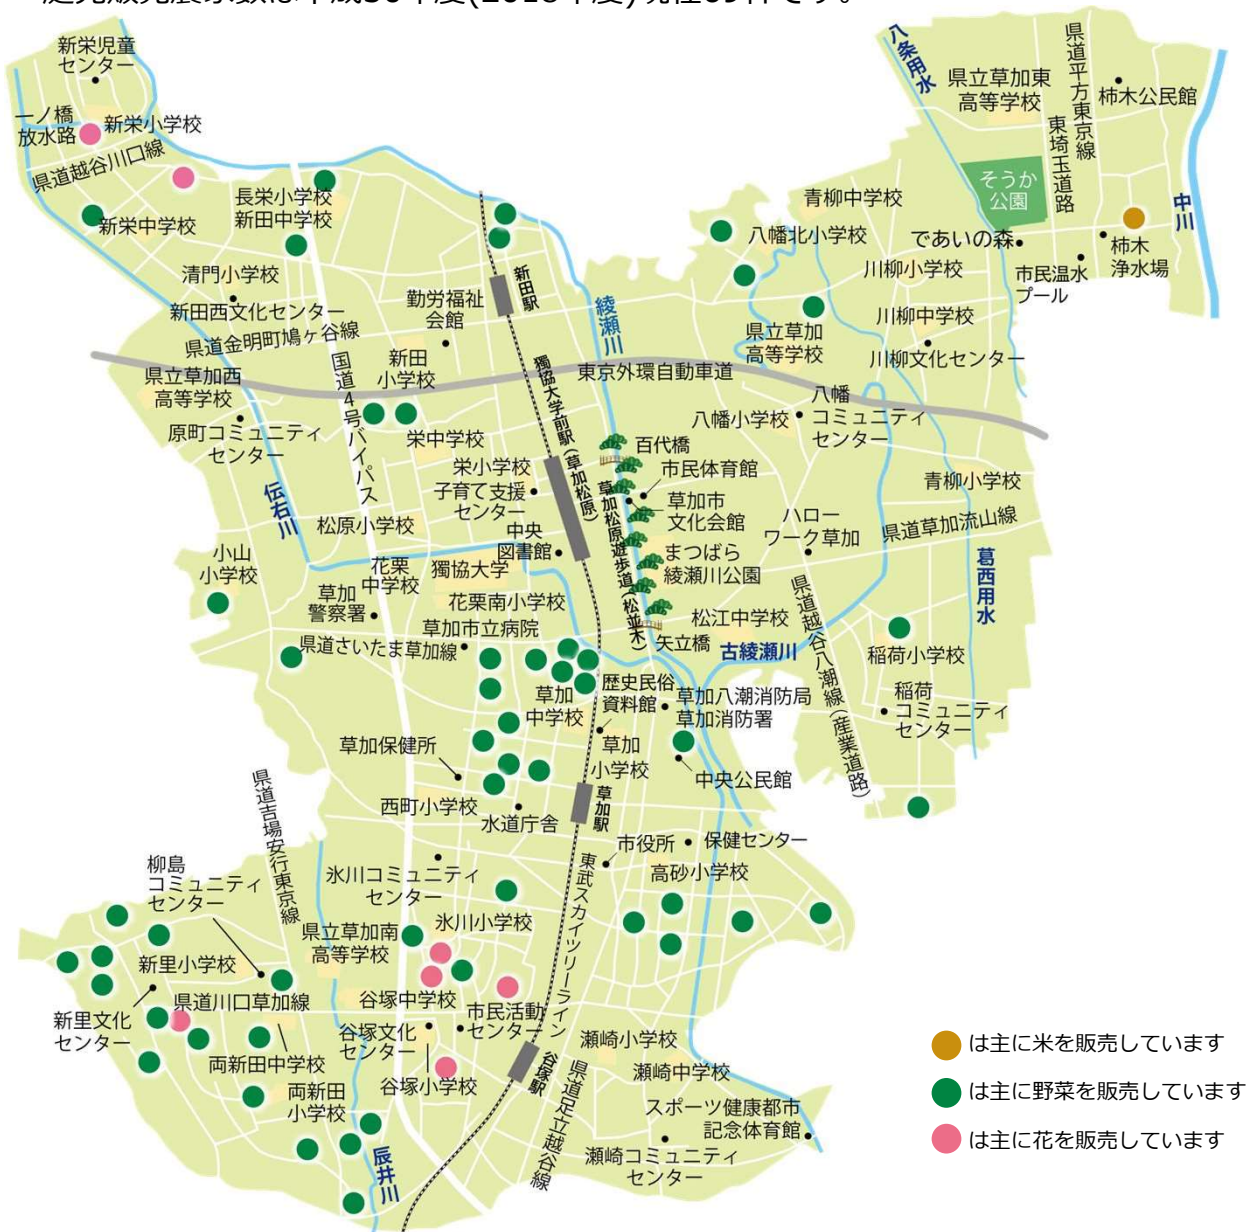 庭先販売農家数は平成30年度(2018年度)現在69軒です。
新栄児童
センター
一ノ橋
放水路
新栄小学校
県道越谷川口線
新栄中学校
長栄小学校
新田中学校
清門小学校
新田西文化センター
県道金明町鳩ヶ谷線
勤労福祉
会館
新田駅
綾瀬川
八条用水
県立草加東
高等学校
県道平方東京線
東埼玉道路
柿木公民館
中川
そうか
公園
青柳中学校
八幡北小学校
であいの森
柿木
浄水場
市民温水
プール
川柳小学校
川柳中学校
川柳文化センター
県立草加
高等学校
東京外環自動車道
県立草加西
高等学校
国道4号バイパス
新田
小学校
獨協大学前駅(草加松原)
原町コミュニティ
センター
栄中学校
八幡小学校
八幡
コミュニティ
センター
百代橋
市民体育館
草加市
文化会館
栄小学校
子育て支援
センター
草加松原遊歩道(松並木)
青柳小学校
県道草加流山線
ハロー
ワーク草加
伝右川
松原小学校
中央
図書館
まつばら
綾瀬川公園
葛西用水
小山
小学校
花栗
中学校
獨協大学
草加
警察署
花栗南小学校
草加市立病院
県道さいたま草加線
松江中学校
矢立橋
古綾瀬川
県道越谷八潮線(産業道路)
稲荷小学校
稲荷
コミュニティ
センター
草加
中学校
歴史民俗
資料館
草加八潮消防局
草加消防署
草加
小学校
中央公民館
草加保健所
西町小学校
水道庁舎
草加駅
県道吉場安行東京線
市役所
保健センター
高砂小学校
東武スカイツリーライン
柳島
コミュニティ
センター
氷川コミュニティ
センター
県立草加南
高等学校
氷川小学校
新里小学校
県道川口草加線
新里文化
センター
谷塚中学校
市民活動
センター
谷塚文化
センター
谷塚小学校
谷塚駅
県道足立越谷線
両新田中学校
両新田
小学校
辰井川
瀬崎小学校
瀬崎中学校
スポーツ健康都市
記念体育館
瀬崎コミュニティ
センター
は主に米を販売しています
は主に野菜を販売しています
は主に花を販売しています